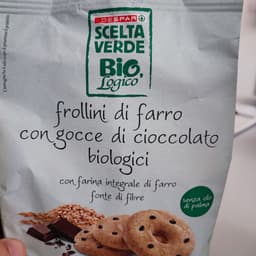 DESPAR
SCELTA
VERDE
BiO,
Logico
frollini di farro
con gocce di cioccolato
biologici
con farina integrale di farro
fonte di fibre
senza olio
di palma